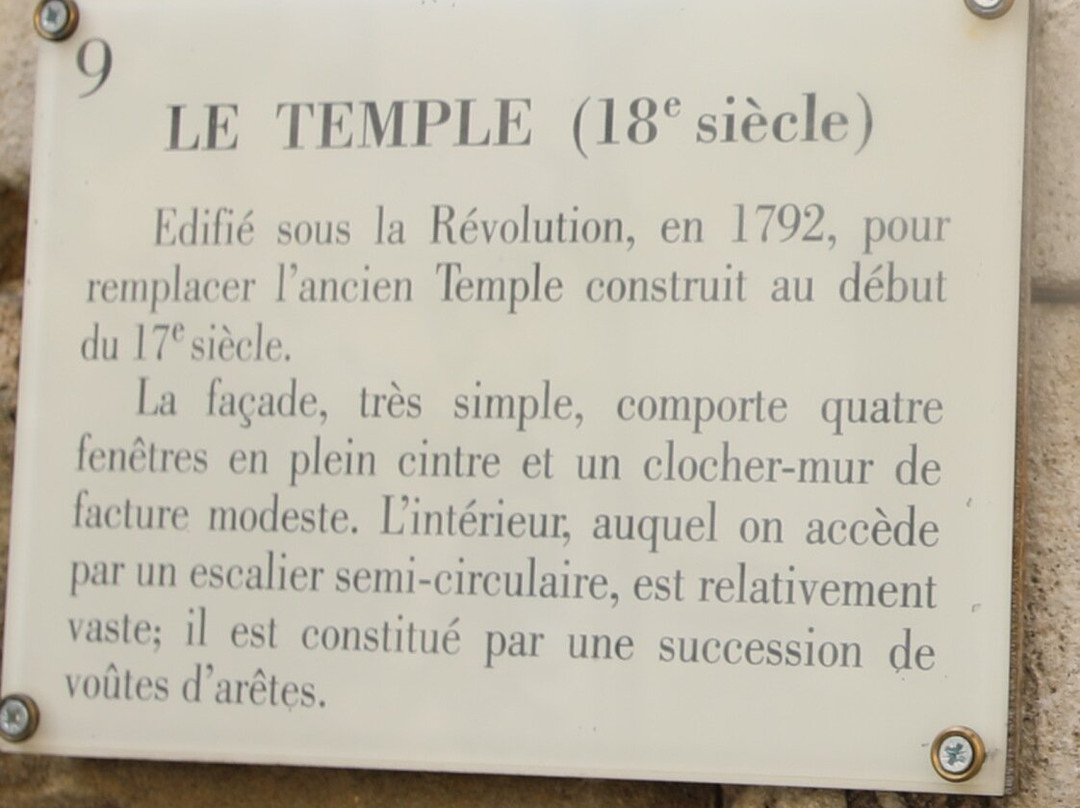 9
LE TEMPLE (18e siècle)
Edifié sous la Révolution, en 1792, pour
remplacer l'ancien Temple construit au début
du 17e siècle.
La façade, très simple, comporte quatre
fenêtres en plein cintre et un clocher-mur de
facture modeste. L'intérieur, auquel on accède
par un escalier semi-circulaire, est relativement
vaste; il est constitué par une succession de
voûtes d'arêtes.